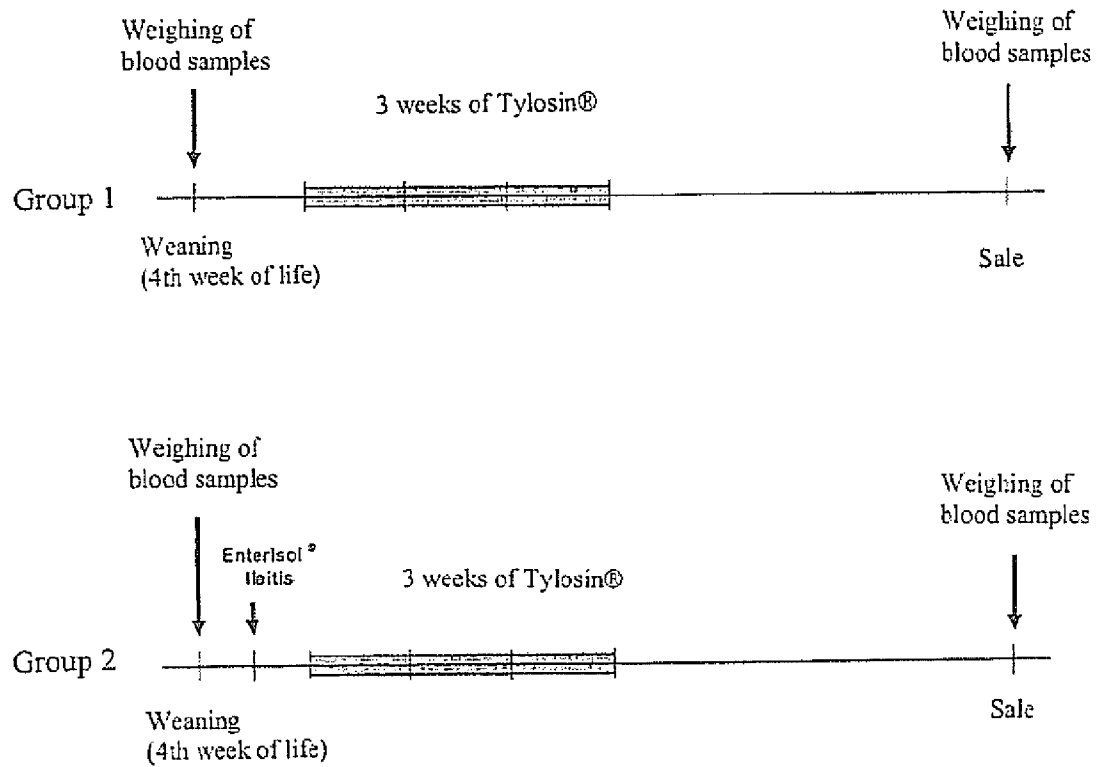 Weighing of
blood samples
Weighing of
blood samples
3 weeks of Tylosin®
Group 1
Weaning
(4th week of life)
Sale
Weighing of
blood samples
Weighing of
blood samples
Enterisol ®
Ileitis
3 weeks of Tylosin®
Group 2
Weaning
(4th week of life)
Sale